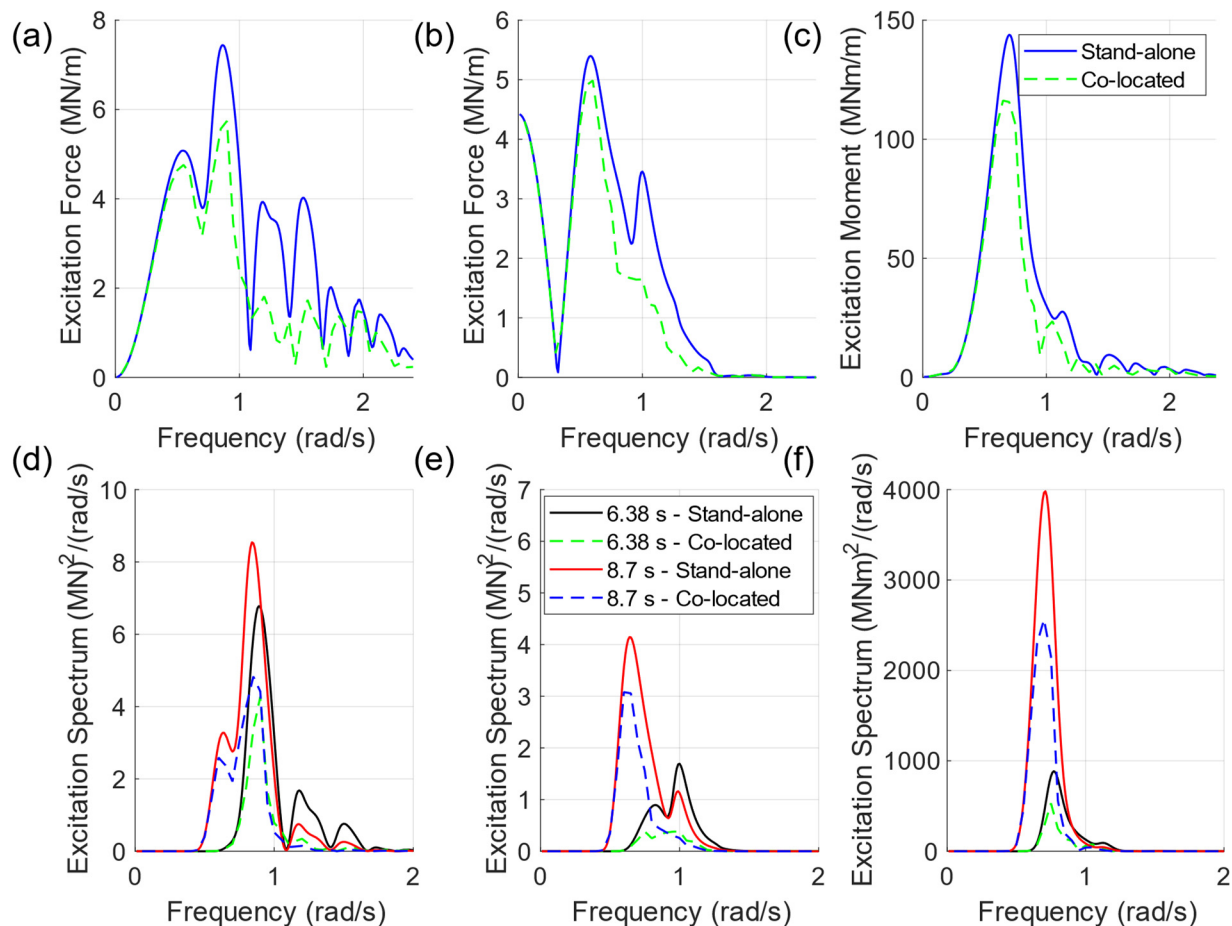 (a)
8
6
4
2
0
Excitation Force (MN/m)
0 1 2
Frequency (rad/s)
(b)
8
7
6
5
4
3
2
1
0
Excitation Force (MN/m)
0 1 2
Frequency (rad/s)
(c)
150
100
50
0
Excitation Moment (MNm/m)
Stand-alone
Co-located
0 1 2
Frequency (rad/s)
(d)
10
8
6
4
2
0
Excitation Spectrum (MN)²/(rad/s)
0 1 2
Frequency (rad/s)
(e)
7
6
5
4
3
2
1
0
Excitation Spectrum (MN)²/(rad/s)
6.38 s - Stand-alone
6.38 s - Co-located
8.7 s - Stand-alone
8.7 s - Co-located
0 1 2
Frequency (rad/s)
(f)
4000
3000
2000
1000
0
Excitation Spectrum (MNm)²/(rad/s)
0 1 2
Frequency (rad/s)